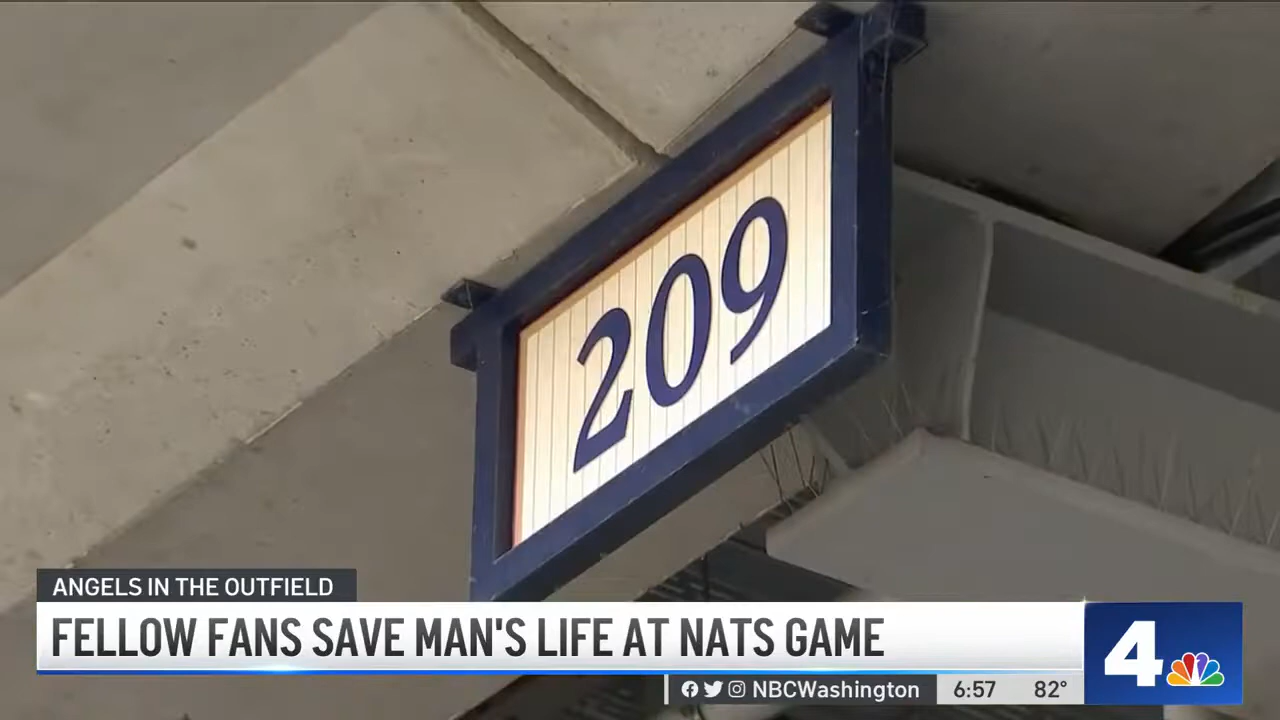 209
ANGELS IN THE OUTFIELD
FELLOW FANS SAVE MAN'S LIFE AT NATS GAME
4
NBCWashington 6:57 82°